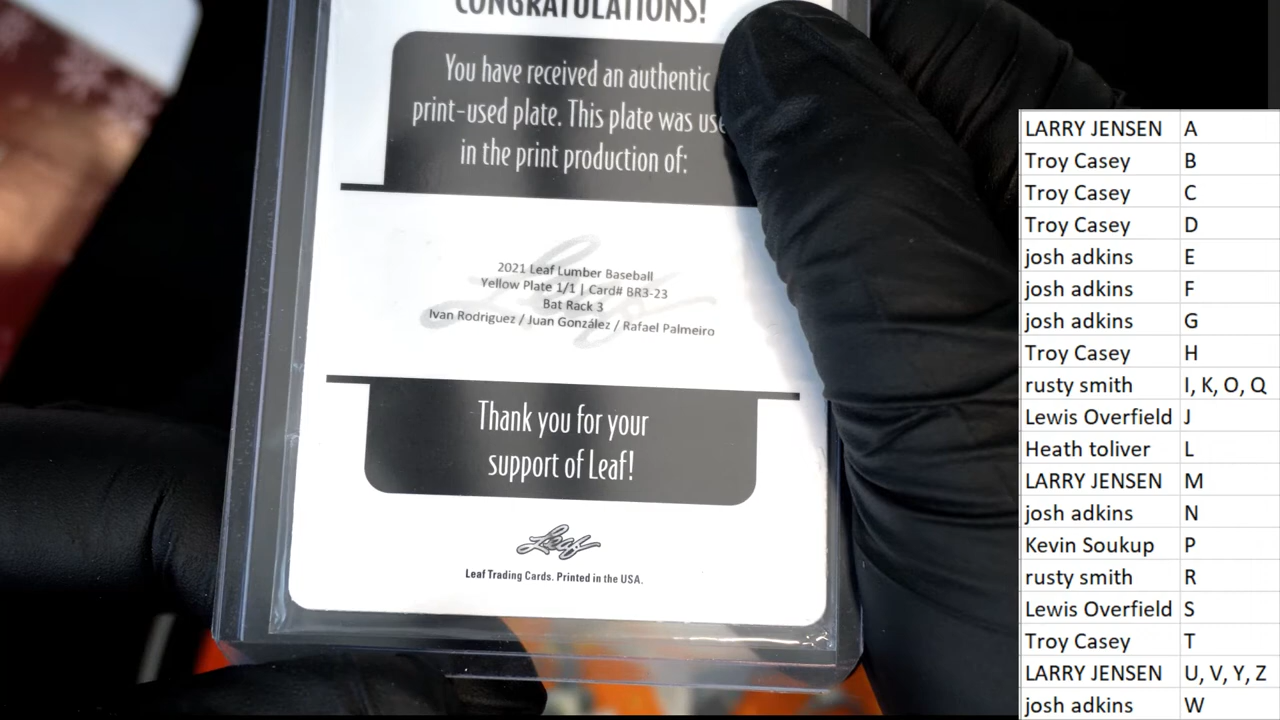 CONGRATULATIONS!
You have received an authentic
print-used plate. This plate was use
in the print production of:
2021 Leaf Lumber Baseball
Yellow Plate 1/1 | Card# BR3-23
Bat Rack 3
Ivan Rodriguez / Juan González / Rafael Palmeiro
Thank you for your
support of Leaf!
Leaf
Leaf Trading Cards. Printed in the USA.
LARRY JENSEN A
Troy Casey B
Troy Casey C
Troy Casey D
josh adkins E
josh adkins F
josh adkins G
Troy Casey H
rusty smith I, K, O, Q
Lewis Overfield J
Heath toliver L
LARRY JENSEN M
josh adkins N
Kevin Soukup P
rusty smith R
Lewis Overfield S
Troy Casey T
LARRY JENSEN U, V, Y, Z
josh adkins W